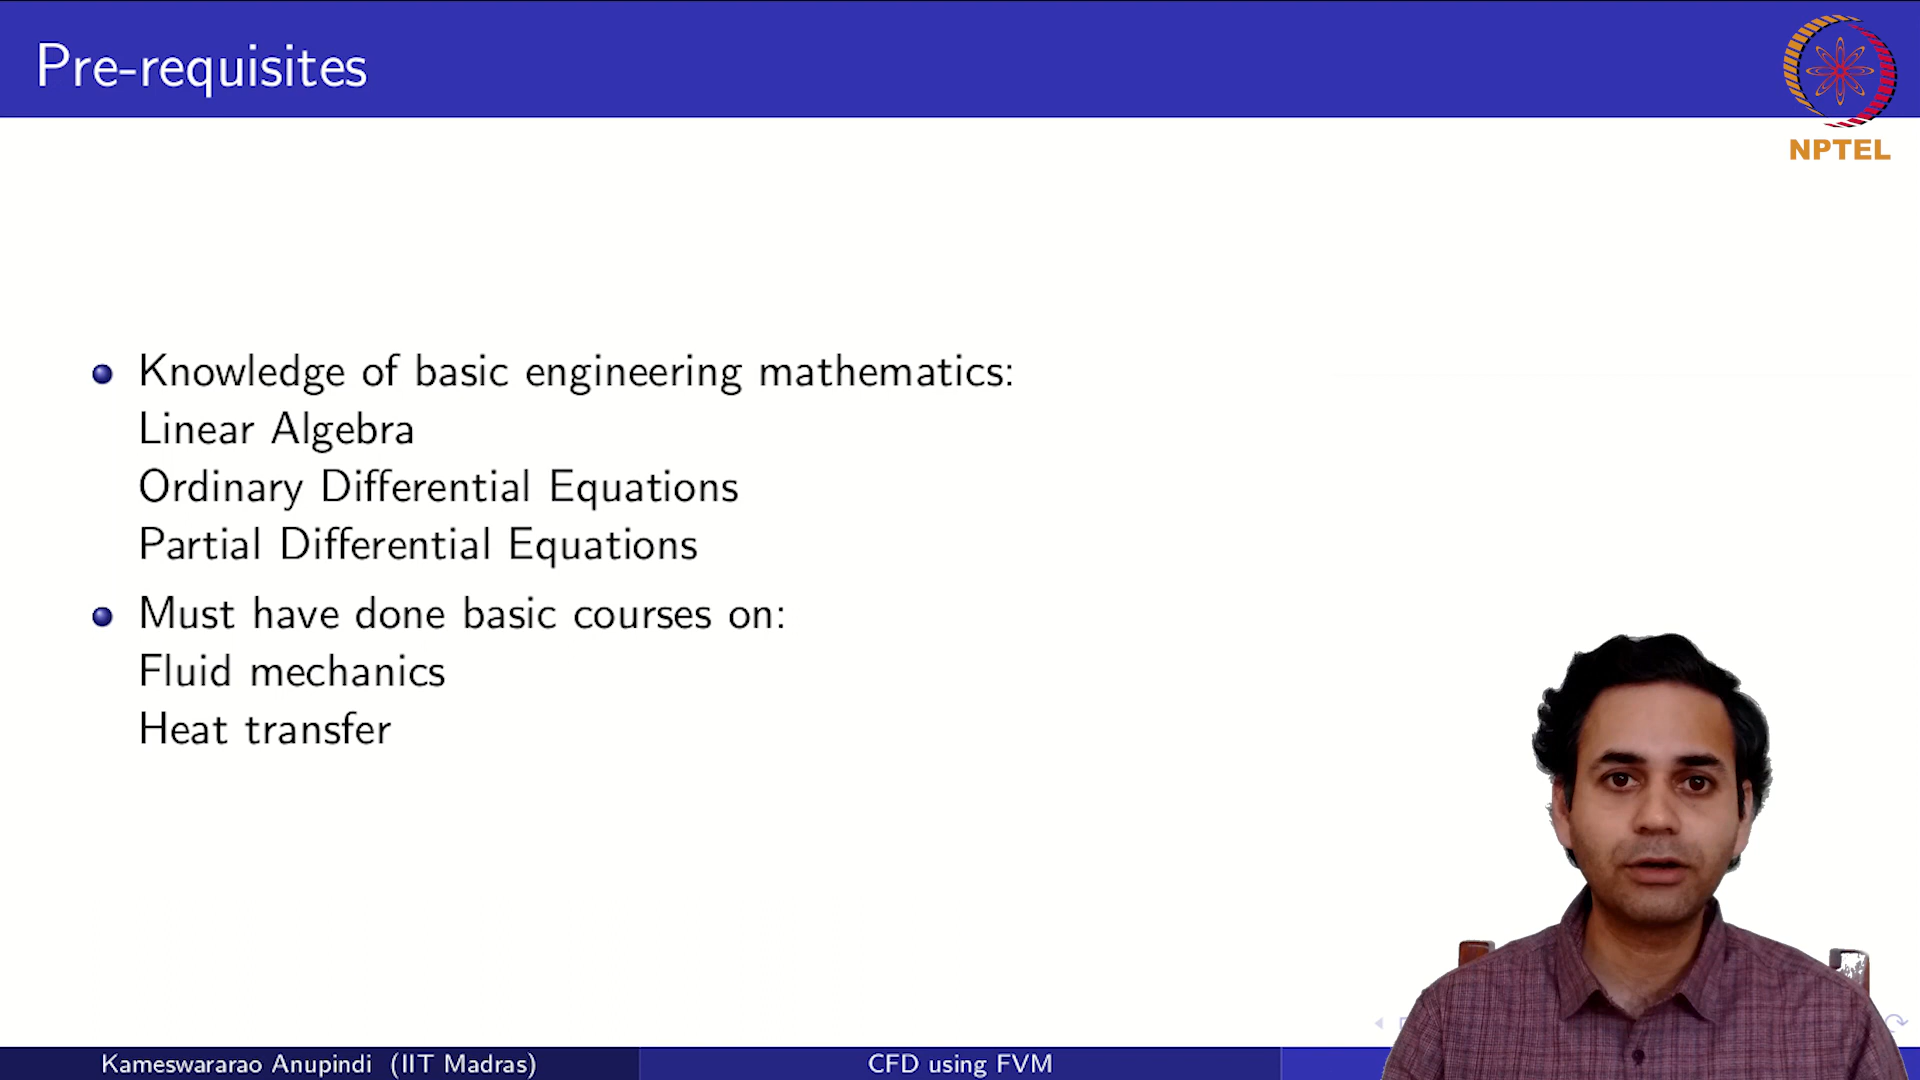 Pre-requisites
NPTEL
Knowledge of basic engineering mathematics:
Linear Algebra
Ordinary Differential Equations
Partial Differential Equations
Must have done basic courses on:
Fluid mechanics
Heat transfer
Kameswararao Anupindi (IIT Madras)
CFD using FVM